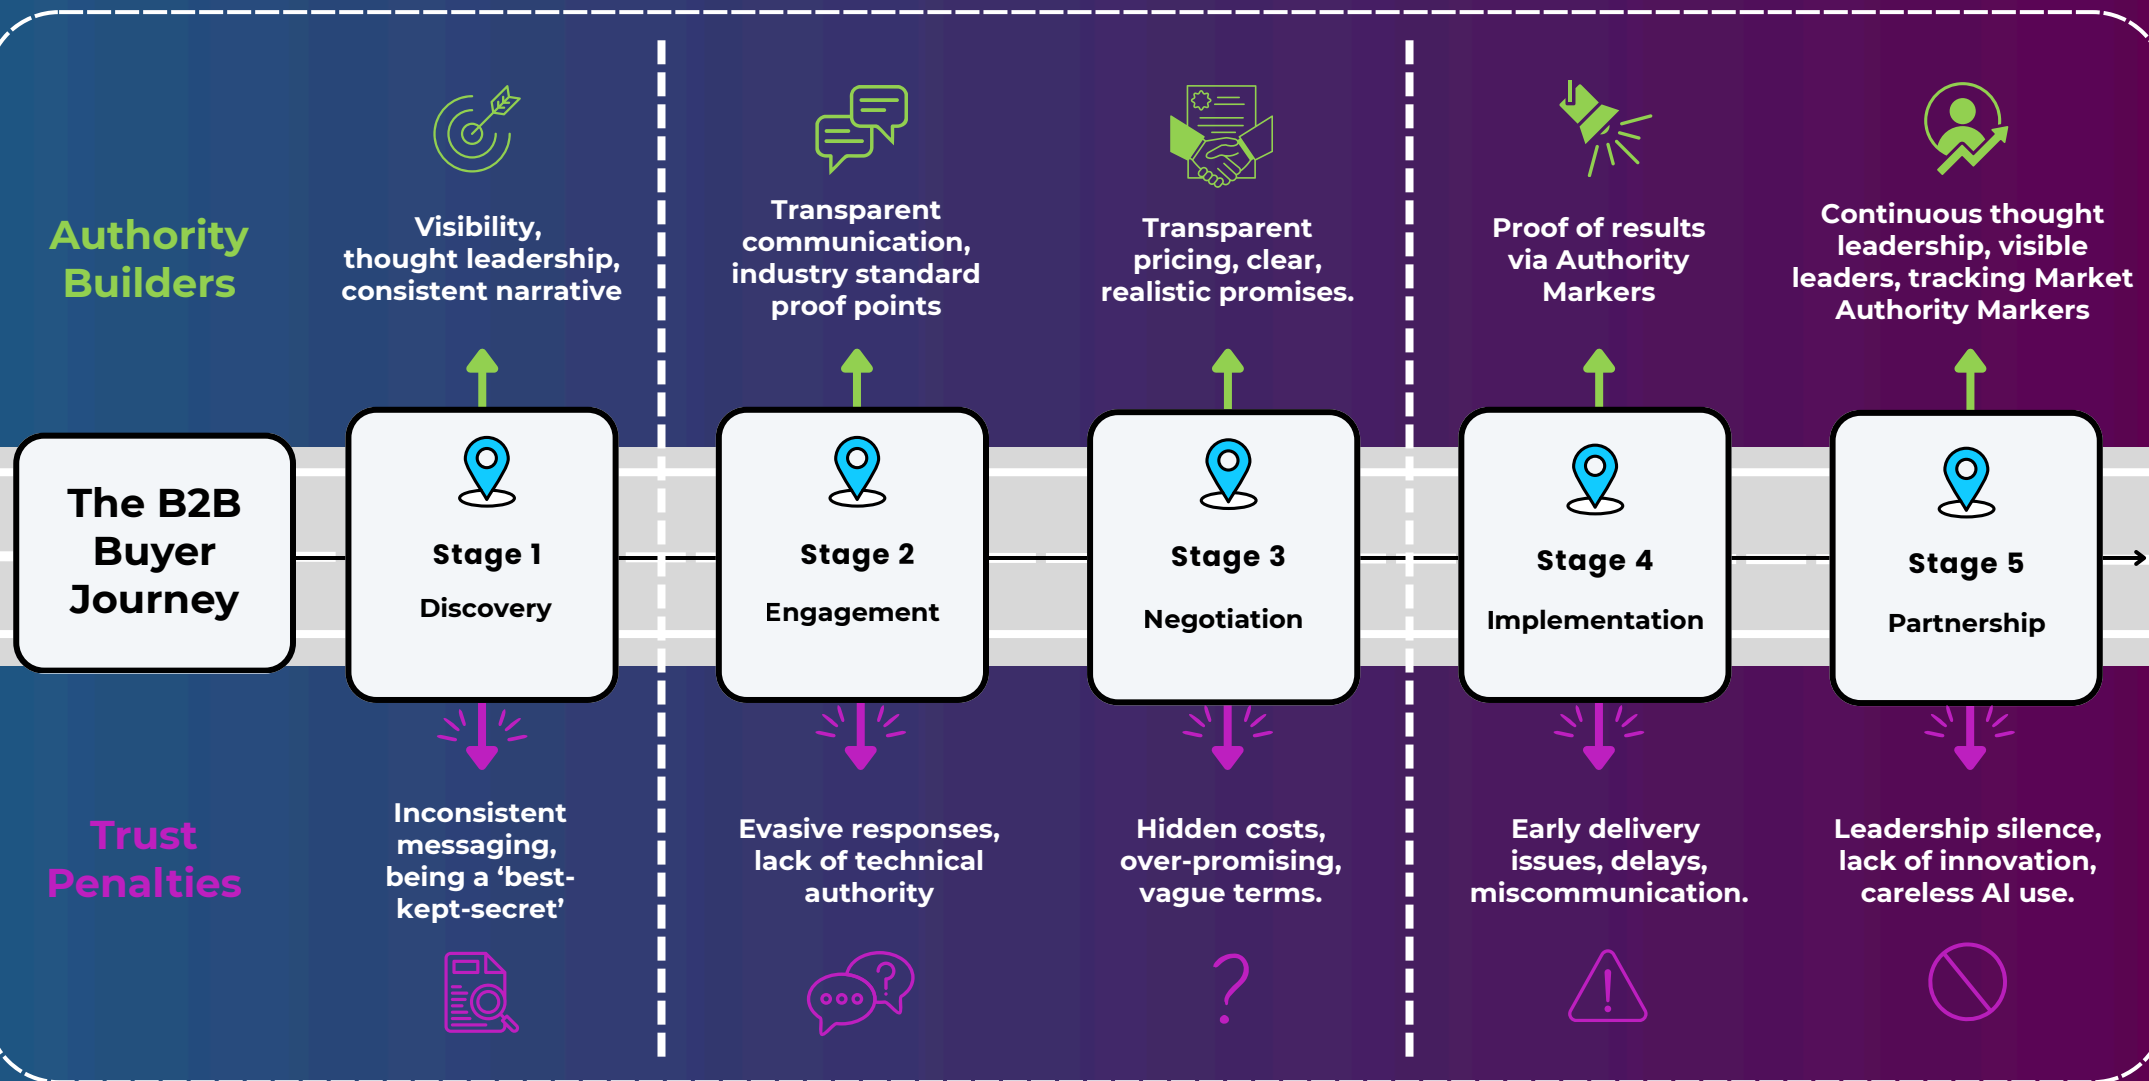 Authority
Builders
Visibility,
thought leadership,
consistent narrative
Transparent
communication,
industry standard
proof points
Transparent
pricing, clear,
realistic promises.
Proof of results
via Authority
Markers
Continuous thought
leadership, visible
leaders, tracking Market
Authority Markers
The B2B
Buyer
Journey
Stage 1
Discovery
Stage 2
Engagement
Stage 3
Negotiation
Stage 4
Implementation
Stage 5
Partnership
Trust
Penalties
Inconsistent
messaging,
being a ‘best-
kept-secret’
Evasive responses,
lack of technical
authority
Hidden costs,
over-promising,
vague terms.
Early delivery
issues, delays,
miscommunication.
Leadership silence,
lack of innovation,
careless AI use.